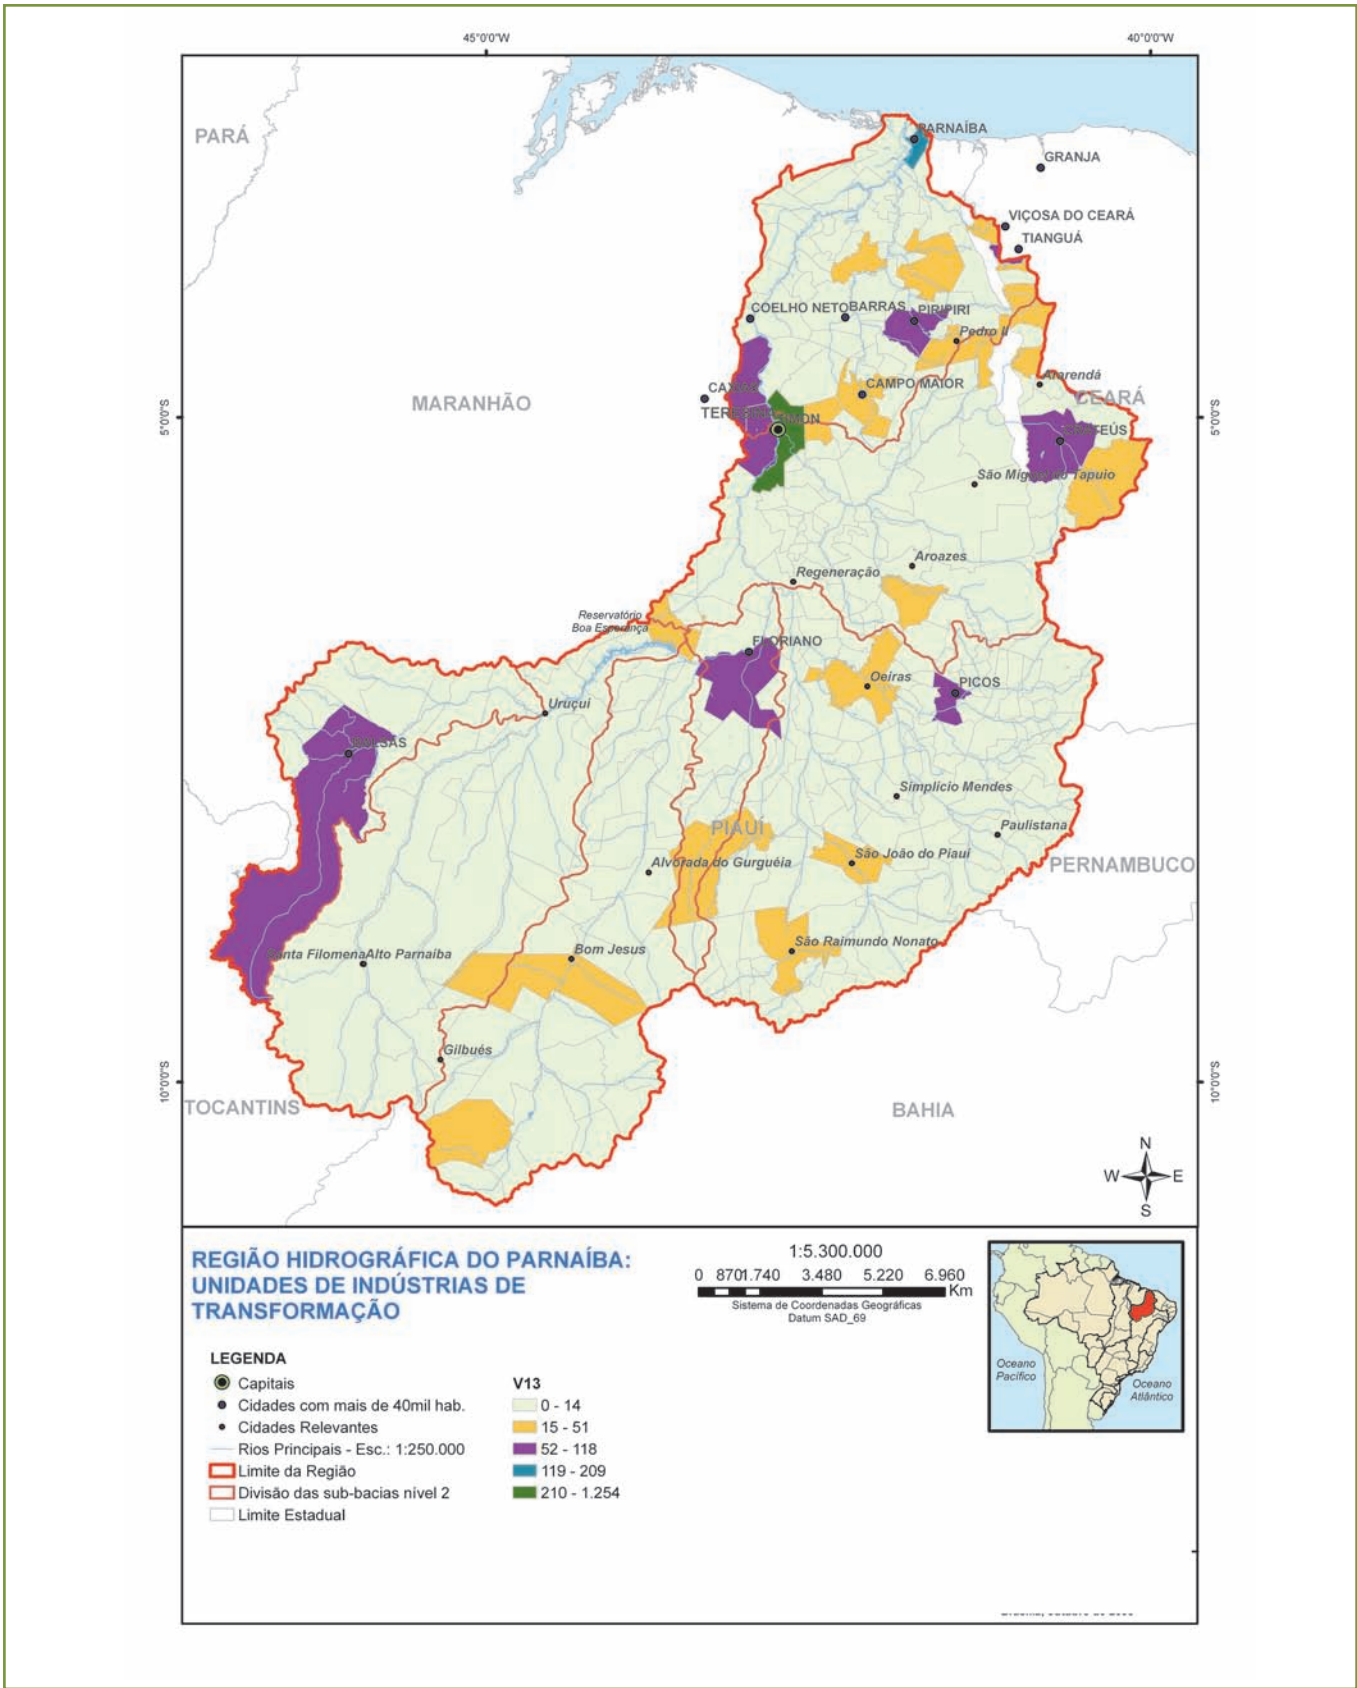 45°0'0"W
40°0'0"W
PARÁ
PARNAÍBA
GRANJA
VIÇOSA DO CEARÁ
TIANGUÁ
COELHO NETO
BARRAS
PIRIPIRI
Pedro II
Ararendá
CAMPO MAIOR
CEARÁ
MARANHÃO
5°0'0"S
5°0'0"S
São Miguel do Tapuio
Aroazes
Regeneração
Reservatório
Boa Esperança
FLORIANO
Oeiras
PICOS
Uruçuí
Simplicio Mendes
Paulistana
PIAUÍ
São João do Piauí
Alvorada do Gurguéia
PERNAMBUCO
São Raimundo Nonato
Bom Jesus
Alto Parnaíba
Gilbués
10°0'0"S
10°0'0"S
TOCANTINS
BAHIA
N
W
E
S
REGIÃO HIDROGRÁFICA DO PARNAÍBA:
UNIDADES DE INDÚSTRIAS DE
TRANSFORMAÇÃO
1:5.300.000
0 870 1.740 3.480 5.220 6.960
Km
Sistema de Coordenadas Geográficas
Datum SAD_69
Oceano
Pacífico
Oceano
Atlântico
LEGENDA
Capitais
Cidades com mais de 40mil hab.
Cidades Relevantes
Rios Principais - Esc.: 1:250.000
Limite da Região
Divisão das sub-bacias nível 2
Limite Estadual
V13
0 - 14
15 - 51
52 - 118
119 - 209
210 - 1.254